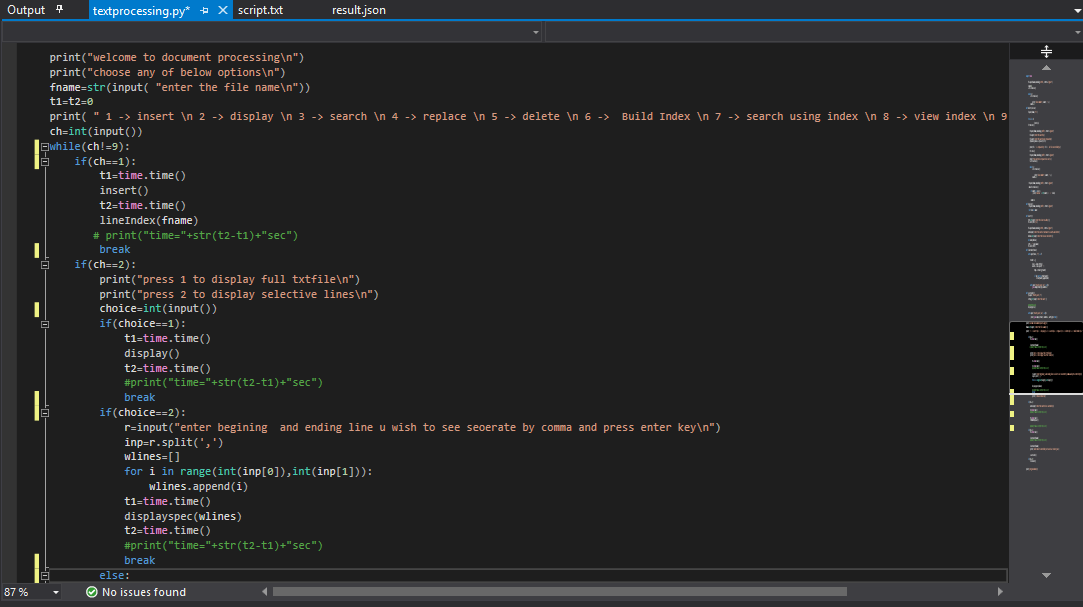 Output textprocessing.py* script.txt result.json
print("welcome to document processing\n")
print("choose any of below options\n")
fname=str(input( "enter the file name\n"))
t1=t2=0
print( " 1 -> insert \n 2 -> display \n 3 -> search \n 4 -> replace \n 5 -> delete \n 6 ->  Build Index \n 7 -> search using index \n 8 -> view index \n 9
ch=int(input())
while(ch!=9):
    if(ch==1):
        t1=time.time()
        insert()
        t2=time.time()
        lineIndex(fname)
       # print("time="+str(t2-t1)+"sec")
        break
    if(ch==2):
        print("press 1 to display full txtfile\n")
        print("press 2 to display selective lines\n")
        choice=int(input())
        if(choice==1):
            t1=time.time()
            display()
            t2=time.time()
            #print("time="+str(t2-t1)+"sec")
            break
        if(choice==2):
            r=input("enter begining  and ending line u wish to see seoerate by comma and press enter key\n")
            inp=r.split(',')
            wlines=[]
            for i in range(int(inp[0]),int(inp[1])):
                wlines.append(i)
            t1=time.time()
            displayspec(wlines)
            t2=time.time()
            #print("time="+str(t2-t1)+"sec")
            break
        else:
87 % No issues found